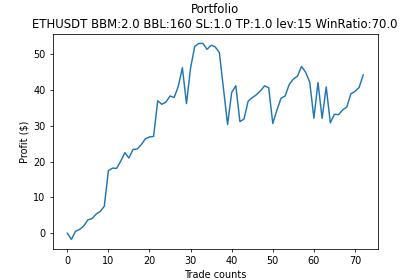 Portfolio
ETHUSDT BBM:2.0 BBL:160 SL:1.0 TP:1.0 lev:15 WinRatio:70.0
50
40
30
20
10
0
Profit ($)
0 10 20 30 40 50 60 70
Trade counts